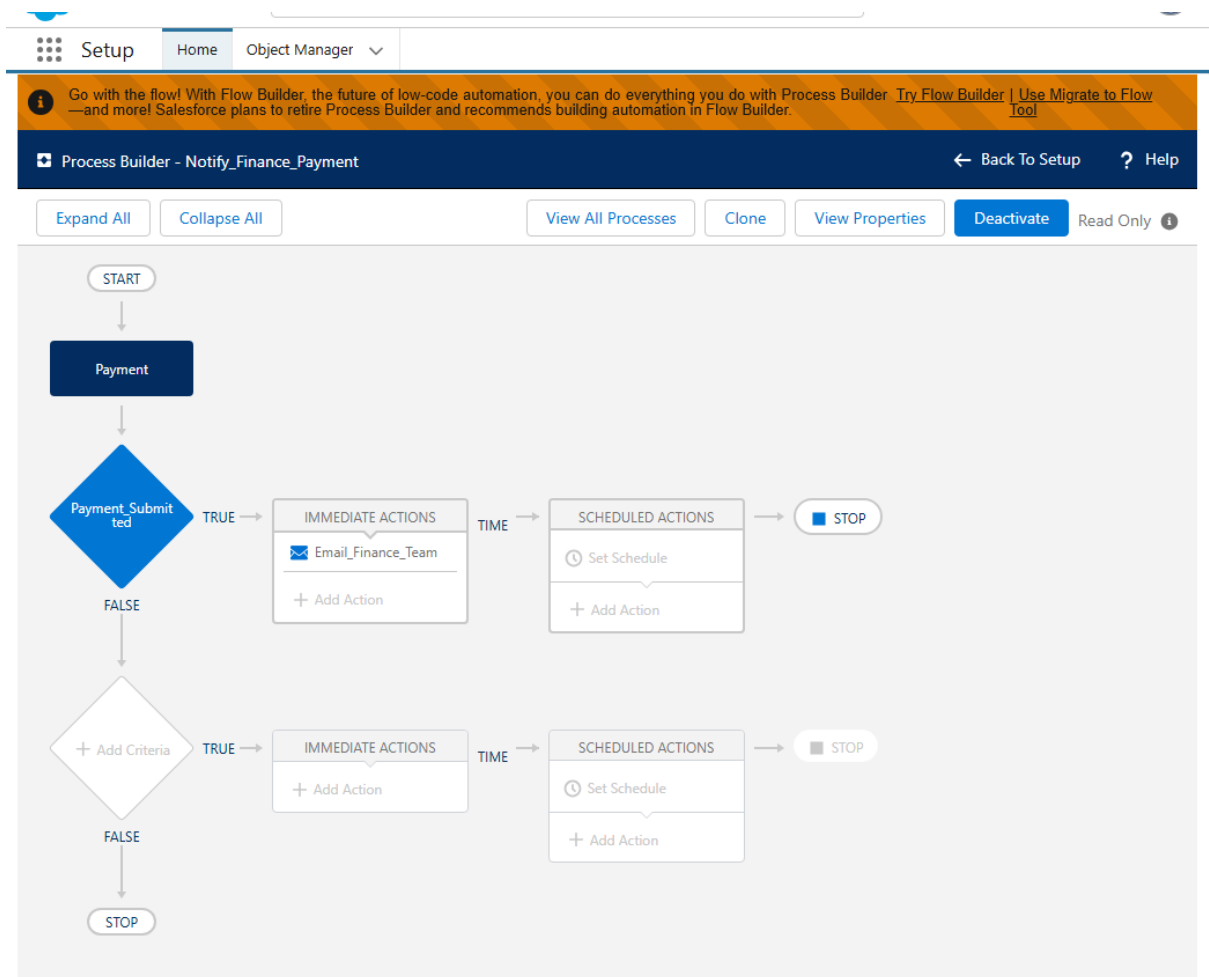 Setup
Home
Object Manager
Go with the flow! With Flow Builder, the future of low-code automation, you can do everything you do with Process Builder Try Flow Builder | Use Migrate to Flow
—and more! Salesforce plans to retire Process Builder and recommends building automation in Flow Builder. Tool
Process Builder - Notify_Finance_Payment
Back To Setup
? Help
Expand All
Collapse All
View All Processes
Clone
View Properties
Deactivate
Read Only
START
Payment
Payment_Submit
ted
TRUE
IMMEDIATE ACTIONS
Email_Finance_Team
+ Add Action
TIME
SCHEDULED ACTIONS
Set Schedule
+ Add Action
STOP
FALSE
+ Add Criteria
TRUE
IMMEDIATE ACTIONS
+ Add Action
TIME
SCHEDULED ACTIONS
Set Schedule
+ Add Action
STOP
FALSE
STOP